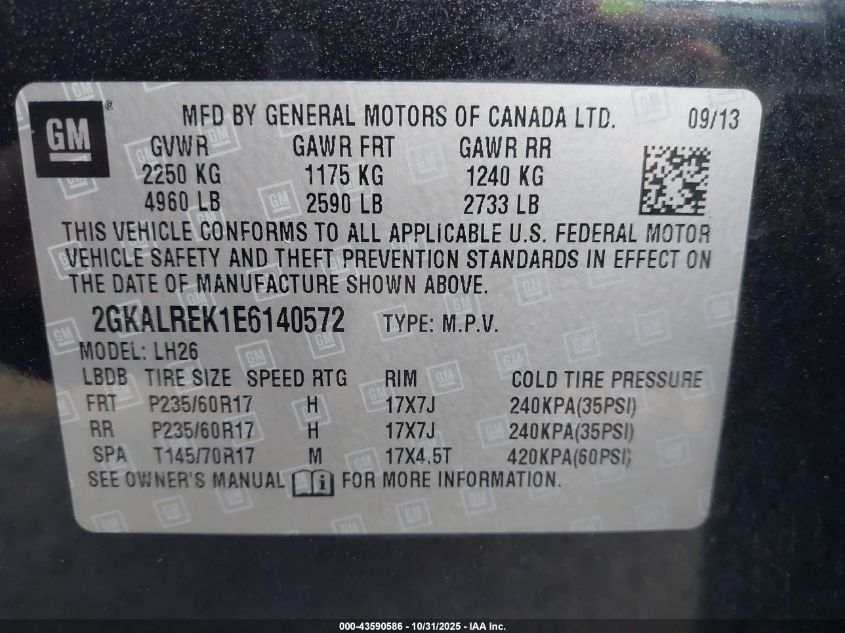 GM ® MFD BY GENERAL MOTORS OF CANADA LTD. 09/13
GVWR GAWR FRT GAWR RR
2250 KG 1175 KG 1240 KG
4960 LB 2590 LB 2733 LB
THIS VEHICLE CONFORMS TO ALL APPLICABLE U.S. FEDERAL MOTOR
VEHICLE SAFETY AND THEFT PREVENTION STANDARDS IN EFFECT ON
THE DATE OF MANUFACTURE SHOWN ABOVE.
2GKALREK1E6140572 TYPE: M.P.V.
MODEL: LH26
LBDB TIRE SIZE SPEED RTG RIM COLD TIRE PRESSURE
FRT P235/60R17 H 17X7J 240KPA(35PSI)
RR P235/60R17 H 17X7J 240KPA(35PSI)
SPA T145/70R17 M 17X4.5T 420KPA(60PSI)
SEE OWNER'S MANUAL i FOR MORE INFORMATION.
000-43590586 - 10/31/2025 - IAA Inc.